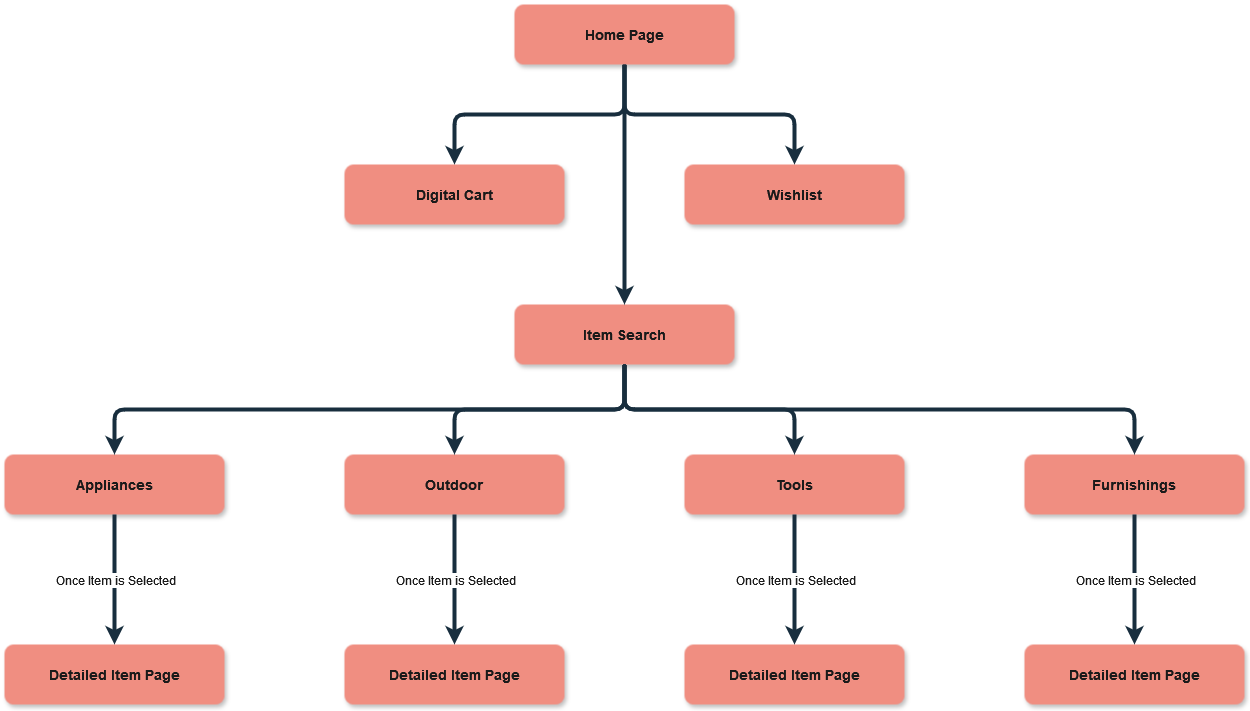 Home Page
Digital Cart
Wishlist
Item Search
Appliances
Outdoor
Tools
Furnishings
Once Item is Selected
Once Item is Selected
Once Item is Selected
Once Item is Selected
Detailed Item Page
Detailed Item Page
Detailed Item Page
Detailed Item Page